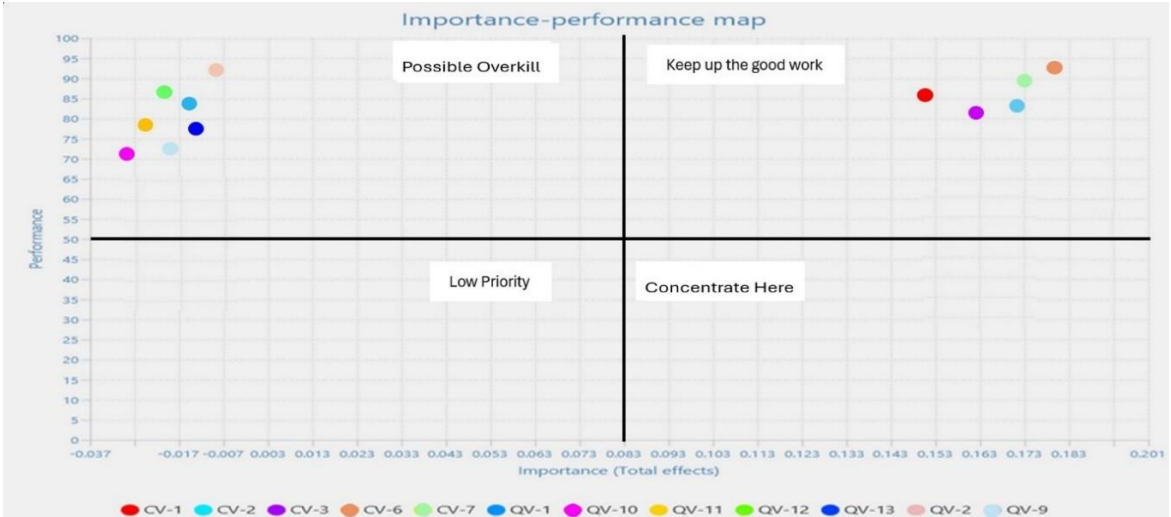 Importance-performance map
100
95
90
85
80
75
70
65
60
55
50
45
40
35
30
25
20
15
10
5
0
Performance
Possible Overkill
Keep up the good work
Low Priority
Concentrate Here
-0.037 -0.017 -0.007 0.003 0.013 0.023 0.033 0.043 0.053 0.063 0.073 0.083 0.093 0.103 0.113 0.123 0.133 0.143 0.153 0.163 0.173 0.183 0.201
Importance (Total effects)
CV-1 CV-2 CV-3 CV-6 CV-7 QV-1 QV-10 QV-11 QV-12 QV-13 QV-2 QV-9